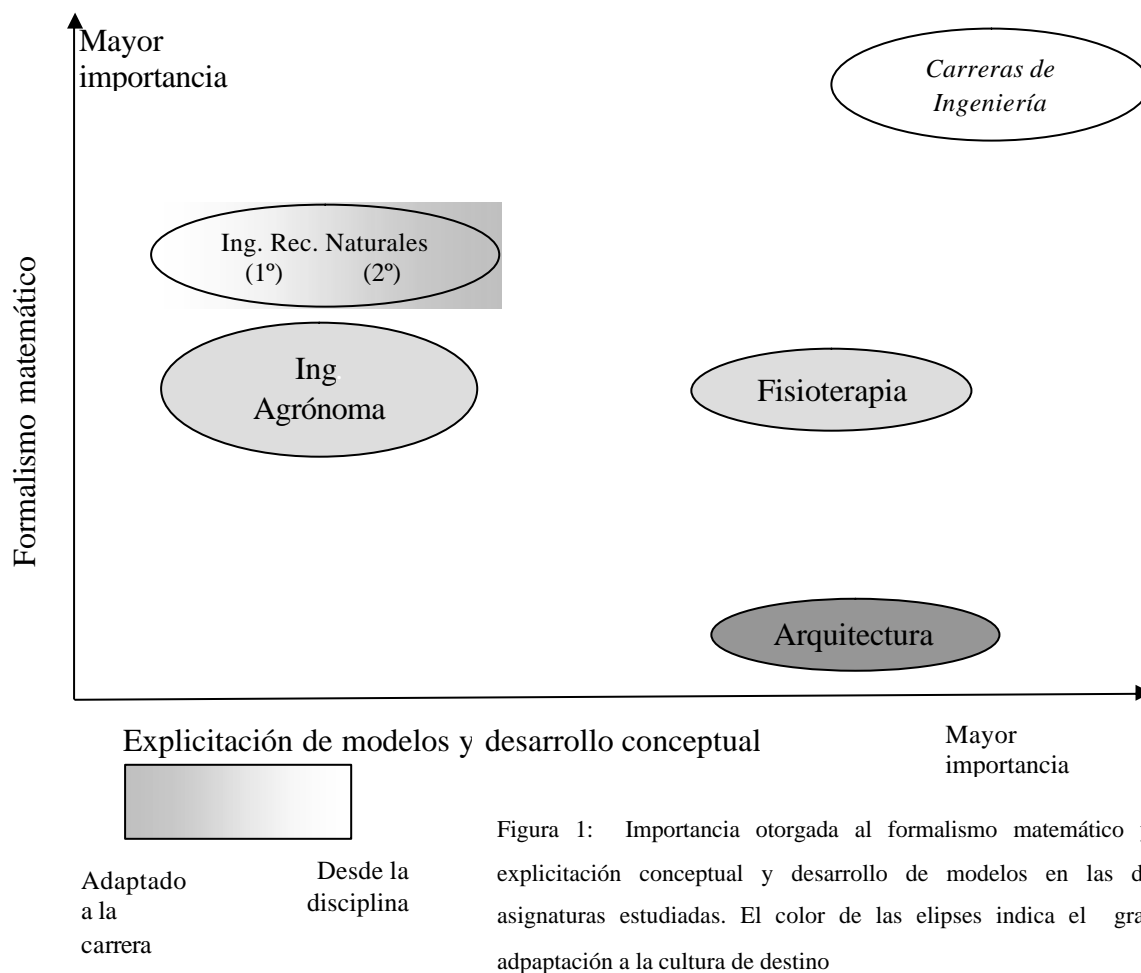 Mayor
importancia
Carreras de
Ingeniería
Ing. Rec. Naturales
(1º) (2º)
Ing.
Agrónoma
Fisioterapia
Arquitectura
Formalismo matemático
Explicitación de modelos y desarrollo conceptual
Mayor
importancia
Adaptado
a la
carrera
Desde la
disciplina
Figura 1: Importancia otorgada al formalismo matemático
explicitación conceptual y desarrollo de modelos en las
asignaturas estudiadas. El color de las elipses indica el
adpaptación a la cultura de destino